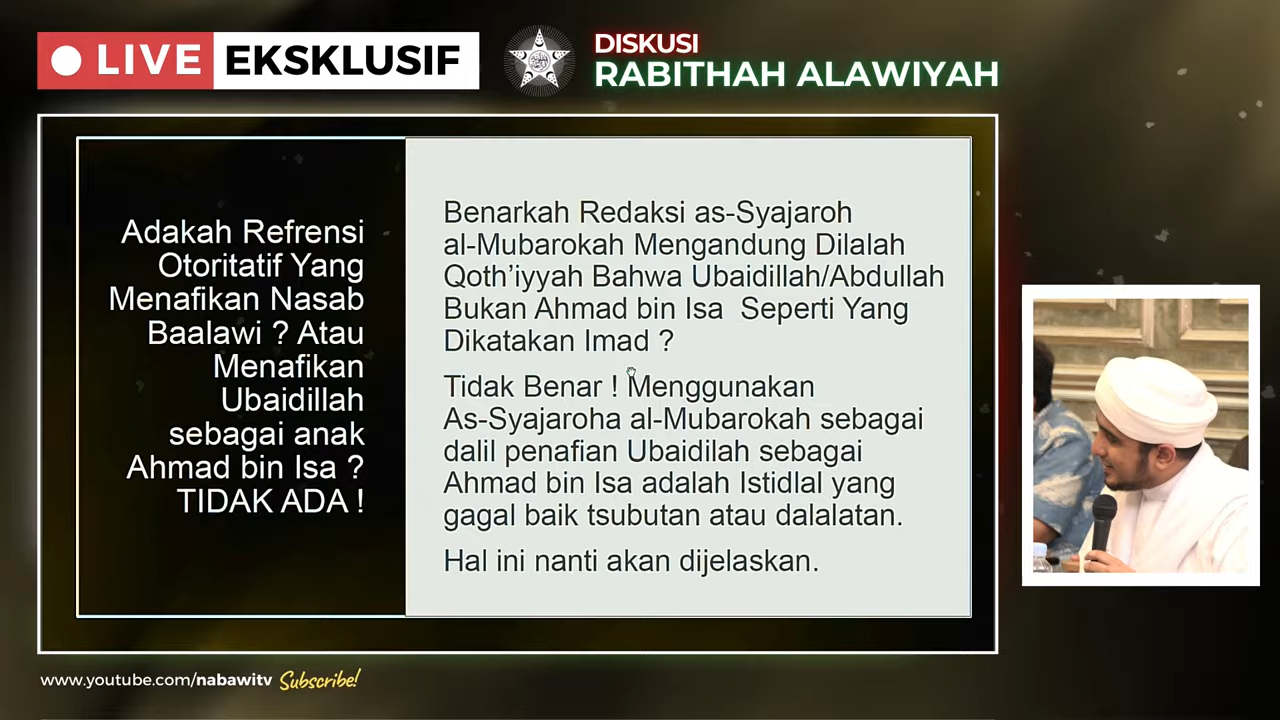 LIVE EKSKLUSIF
DISKUSI
RABITHAH ALAWIYAH
Adakah Refrensi
Otoritatif Yang
Menafikan Nasab
Baalawi ? Atau
Menafikan
Ubaidillah
sebagai anak
Ahmad bin Isa ?
TIDAK ADA !
Benarkah Redaksi as-Syajaroh
al-Mubarokah Mengandung Dilalah
Qoth’iyyah Bahwa Ubaidillah/Abdullah
Bukan Ahmad bin Isa  Seperti Yang
Dikatakan Imad ?
Tidak Benar ! Menggunakan
As-Syajaroha al-Mubarokah sebagai
dalil penafian Ubaidilah sebagai
Ahmad bin Isa adalah Istidlal yang
gagal baik tsubutan atau dalalatan.
Hal ini nanti akan dijelaskan.
www.youtube.com/nabawitv Subscribe!